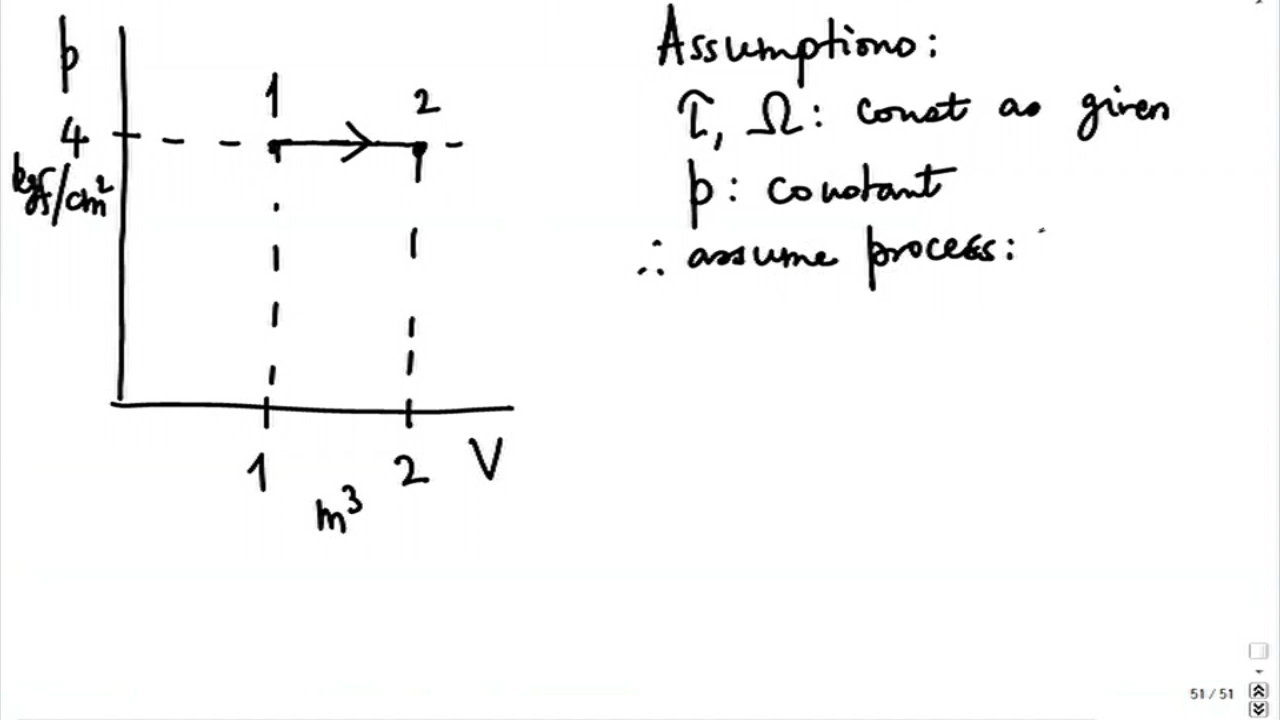 p
4
kgf/cm²
1
2
1
2
V
m³
Assumptions:
τ, Ω: const as given
p: constant
∴ assume process:
51 / 51